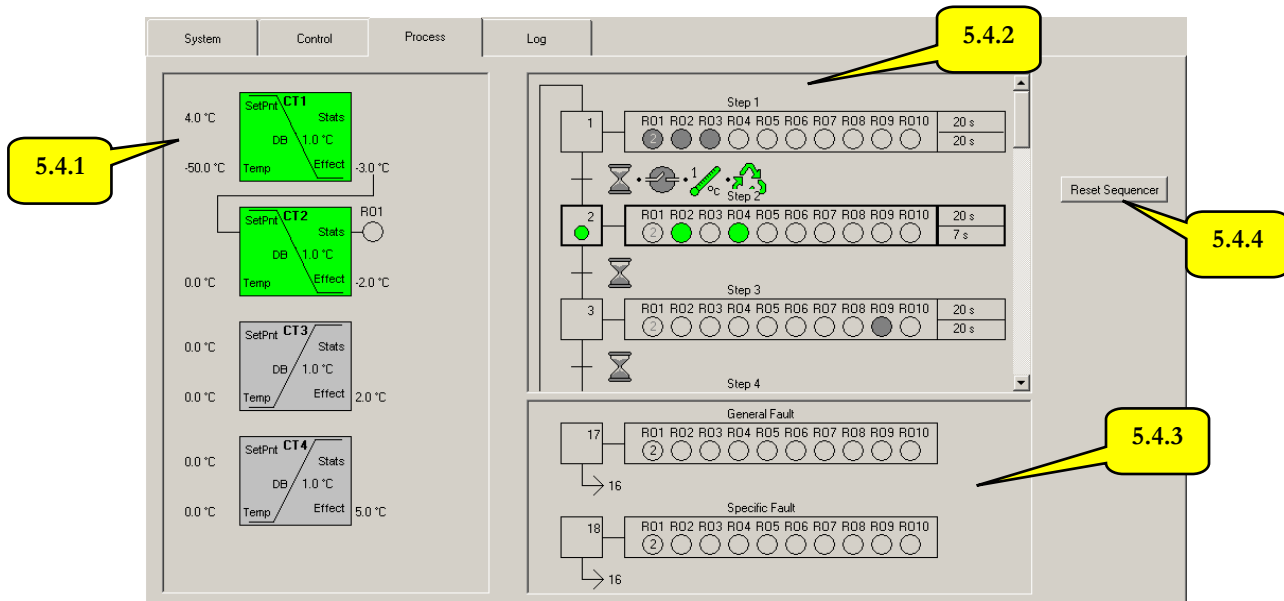 System Control Process Log
5.4.1
5.4.2
5.4.3
5.4.4
4.0 °C
SetPnt CT1
Stats
DB 1.0 °C
-50.0 °C Temp Effect -3.0 °C
SetPnt CT2
Stats
RO1
DB 1.0 °C
0.0 °C Temp Effect -2.0 °C
0.0 °C
SetPnt CT3
Stats
DB 1.0 °C
0.0 °C Temp Effect 2.0 °C
0.0 °C
SetPnt CT4
Stats
DB 1.0 °C
0.0 °C Temp Effect 5.0 °C
Step 1
1 RO1 RO2 RO3 RO4 RO5 RO6 RO7 RO8 RO9 RO10 20 s
2 20 s
1 °C
Step 2
2 RO1 RO2 RO3 RO4 RO5 RO6 RO7 RO8 RO9 RO10 20 s
2 7 s
Step 3
3 RO1 RO2 RO3 RO4 RO5 RO6 RO7 RO8 RO9 RO10 20 s
2 20 s
Step 4
General Fault
17 RO1 RO2 RO3 RO4 RO5 RO6 RO7 RO8 RO9 RO10
2
16
Specific Fault
18 RO1 RO2 RO3 RO4 RO5 RO6 RO7 RO8 RO9 RO10
2
16
Reset Sequencer